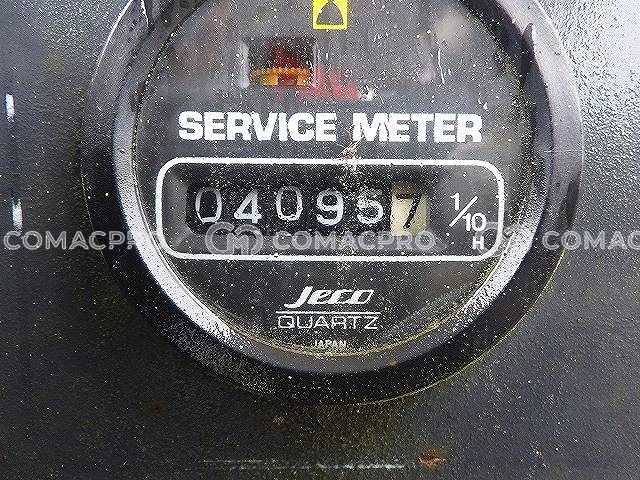 SERVICE METER
040957 1/10 H
COMACPRO COMACPRO COMACPRO
Jeco
QUARTZ
JAPAN